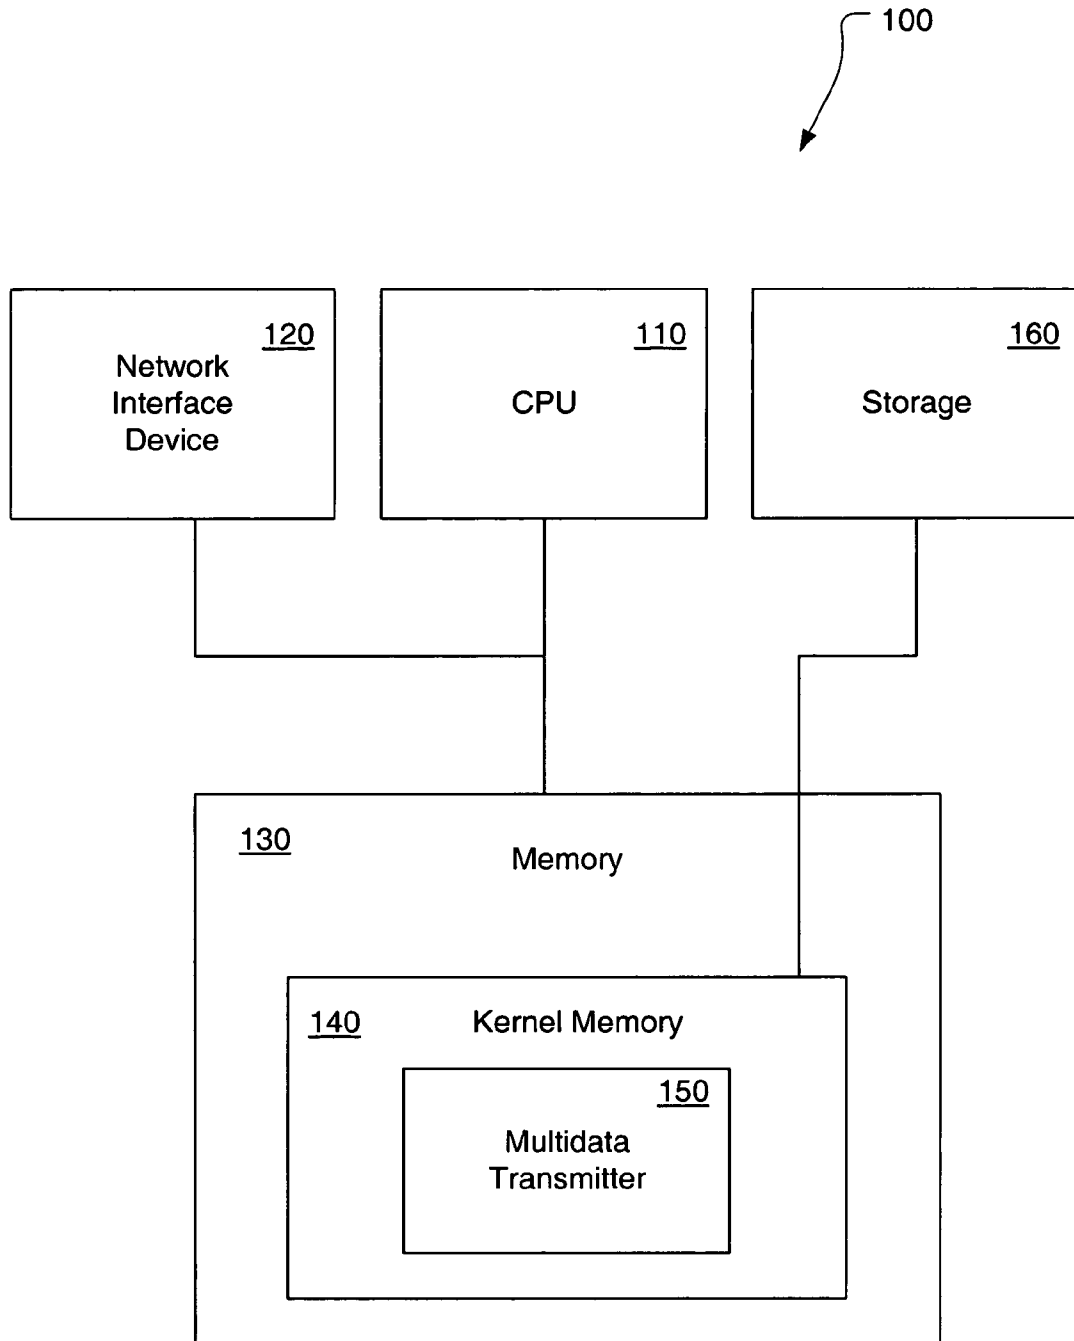 100
120
Network
Interface
Device
110
CPU
160
Storage
130
Memory
140
Kernel Memory
150
Multidata
Transmitter